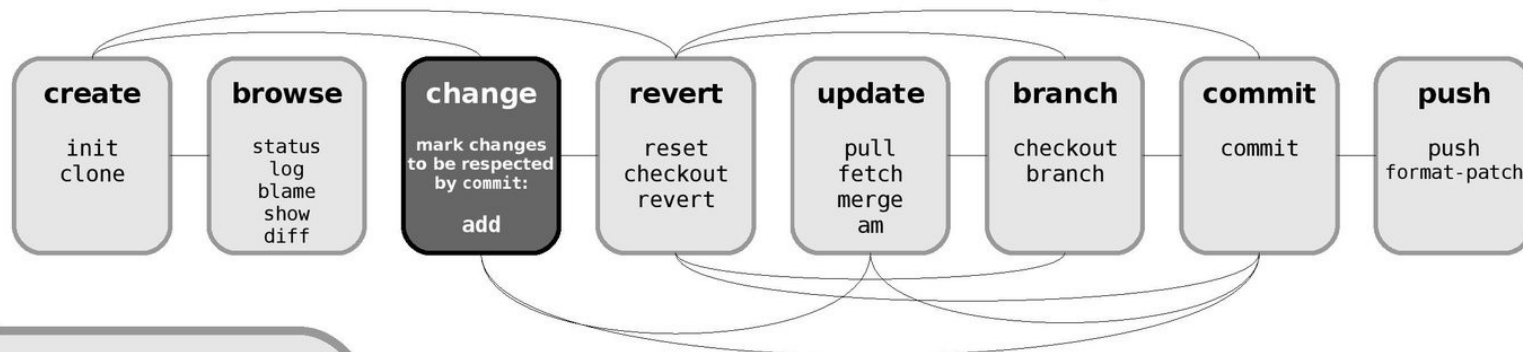 create
init
clone
browse
status
log
blame
show
diff
change
mark changes
to be respected
by commit:
add
revert
reset
checkout
revert
update
pull
fetch
merge
am
branch
checkout
branch
commit
commit
push
push
format-patch